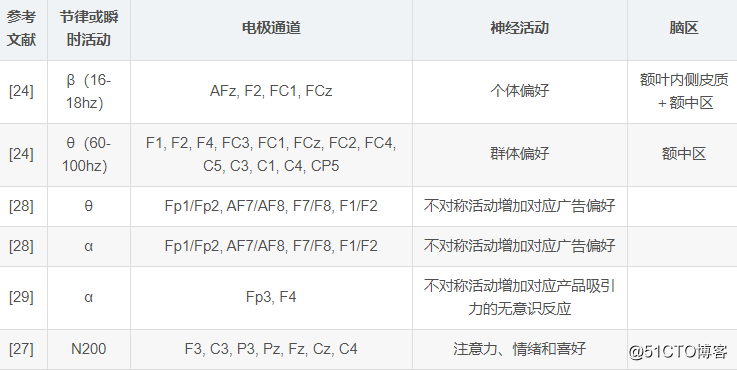 参考文献 节律或瞬时活动 电极通道 神经活动 脑区
[24] β（16-18hz） AFz, F2, FC1, FCz 个体偏好 额叶内侧皮质＋额中区
[24] θ（60-100hz） F1, F2, F4, FC3, FC1, FCz, FC2, FC4, C5, C3, C1, C4, CP5 群体偏好 额中区
[28] θ Fp1/Fp2, AF7/AF8, F7/F8, F1/F2 不对称活动增加对应广告偏好
[28] α Fp1/Fp2, AF7/AF8, F7/F8, F1/F2 不对称活动增加对应广告偏好
[29] α Fp3, F4 不对称活动增加对应产品吸引力的无意识反应
[27] N200 F3, C3, P3, Pz, Fz, Cz, C4 注意力、情绪和喜好
@51CTO博客